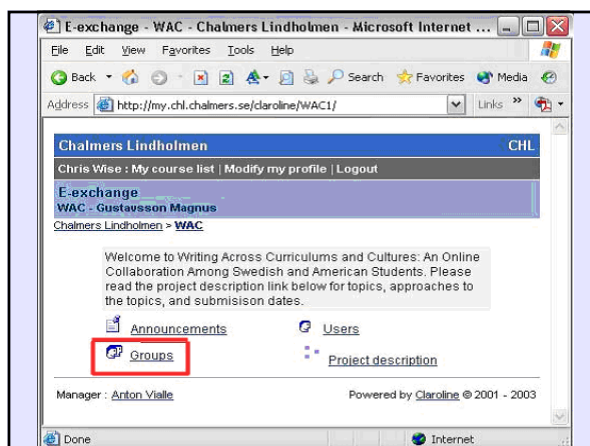 E-exchange - WAC - Chalmers Lindholmen - Microsoft Internet ...
File Edit View Favorites Tools Help
Back Search Favorites Media
Address http://my.chl.chalmers.se/claroline/WAC1/ Links »
Chalmers Lindholmen CHL
Chris Wise : My course list | Modify my profile | Logout
E-exchange
WAC - Gustavsson Magnus
Chalmers Lindholmen > WAC
Welcome to Writing Across Curriculums and Cultures: An Online
Collaboration Among Swedish and American Students. Please
read the project description link below for topics, approaches to
the topics, and submisison dates.
Announcements Users
Groups Project description
Manager : Anton Vialle Powered by Claroline © 2001 - 2003
Done Internet